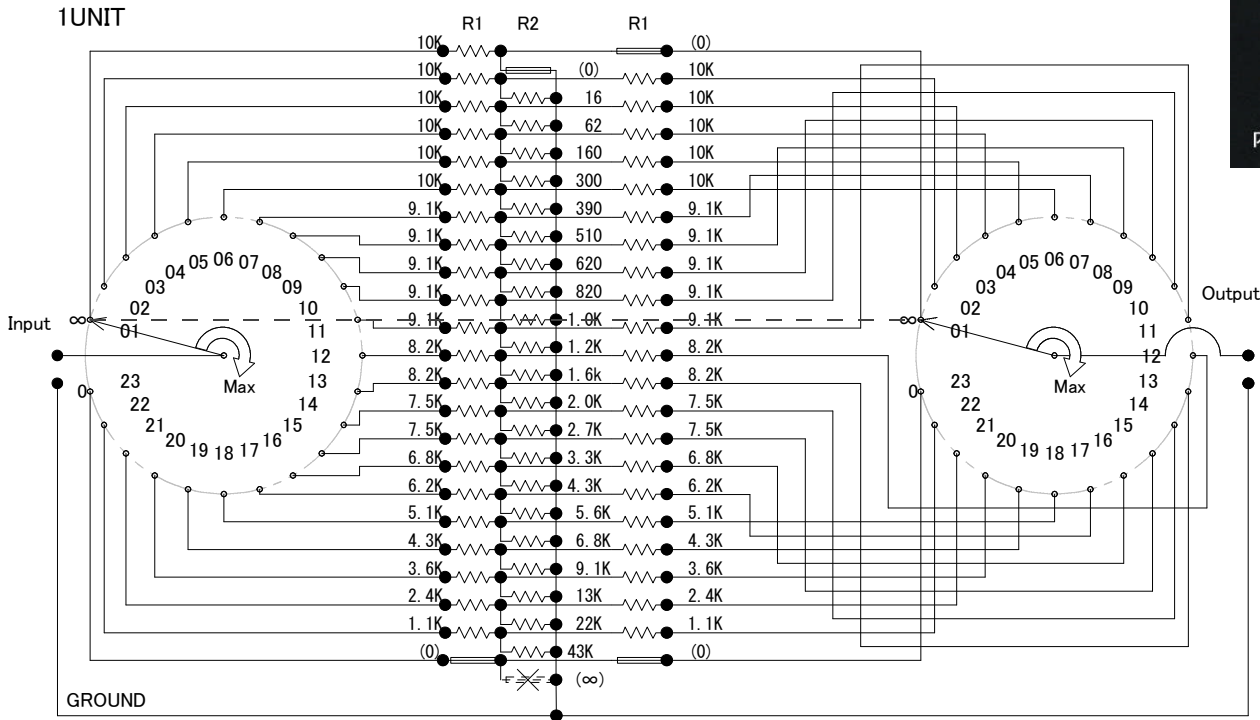 1UNIT
R1 R2 R1
10K (0)
10K (0) 10K
10K 16 10K
10K 62 10K
10K 160 10K
10K 300 10K
9.1K 390 9.1K
9.1K 510 9.1K
9.1K 620 9.1K
9.1K 820 9.1K
9.1K 1.0K 9.1K
8.2K 1.2K 8.2K
8.2K 1.6k 8.2K
7.5K 2.0K 7.5K
7.5K 2.7K 7.5K
6.8K 3.3K 6.8K
6.2K 4.3K 6.2K
5.1K 5.6K 5.1K
4.3K 6.8K 4.3K
3.6K 9.1K 3.6K
2.4K 13K 2.4K
1.1K 22K 1.1K
(0) 43K (0)
(∞)
Input
∞
01
02
03
04
05
06
07
08
09
10
11
12
13
14
15
16
17
18
19
20
21
22
23
0
Max
∞
01
02
03
04
05
06
07
08
09
10
11
12
13
14
15
16
17
18
19
20
21
22
23
0
Max
Output
GROUND